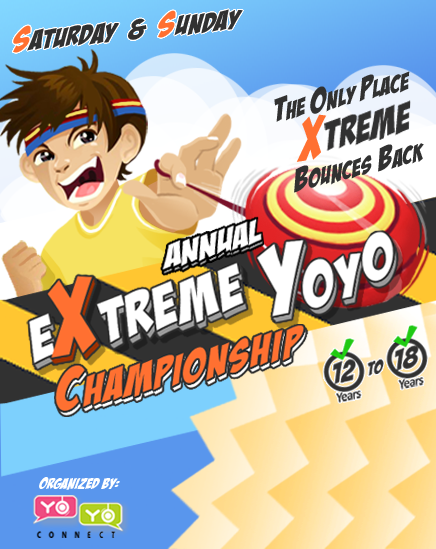 Saturday & Sunday
The Only Place
Xtreme
Bounces Back
Annual
eXtreme Yoyo
Championship
12 Years to 18 Years
Organized by:
YO YO
CONNECT